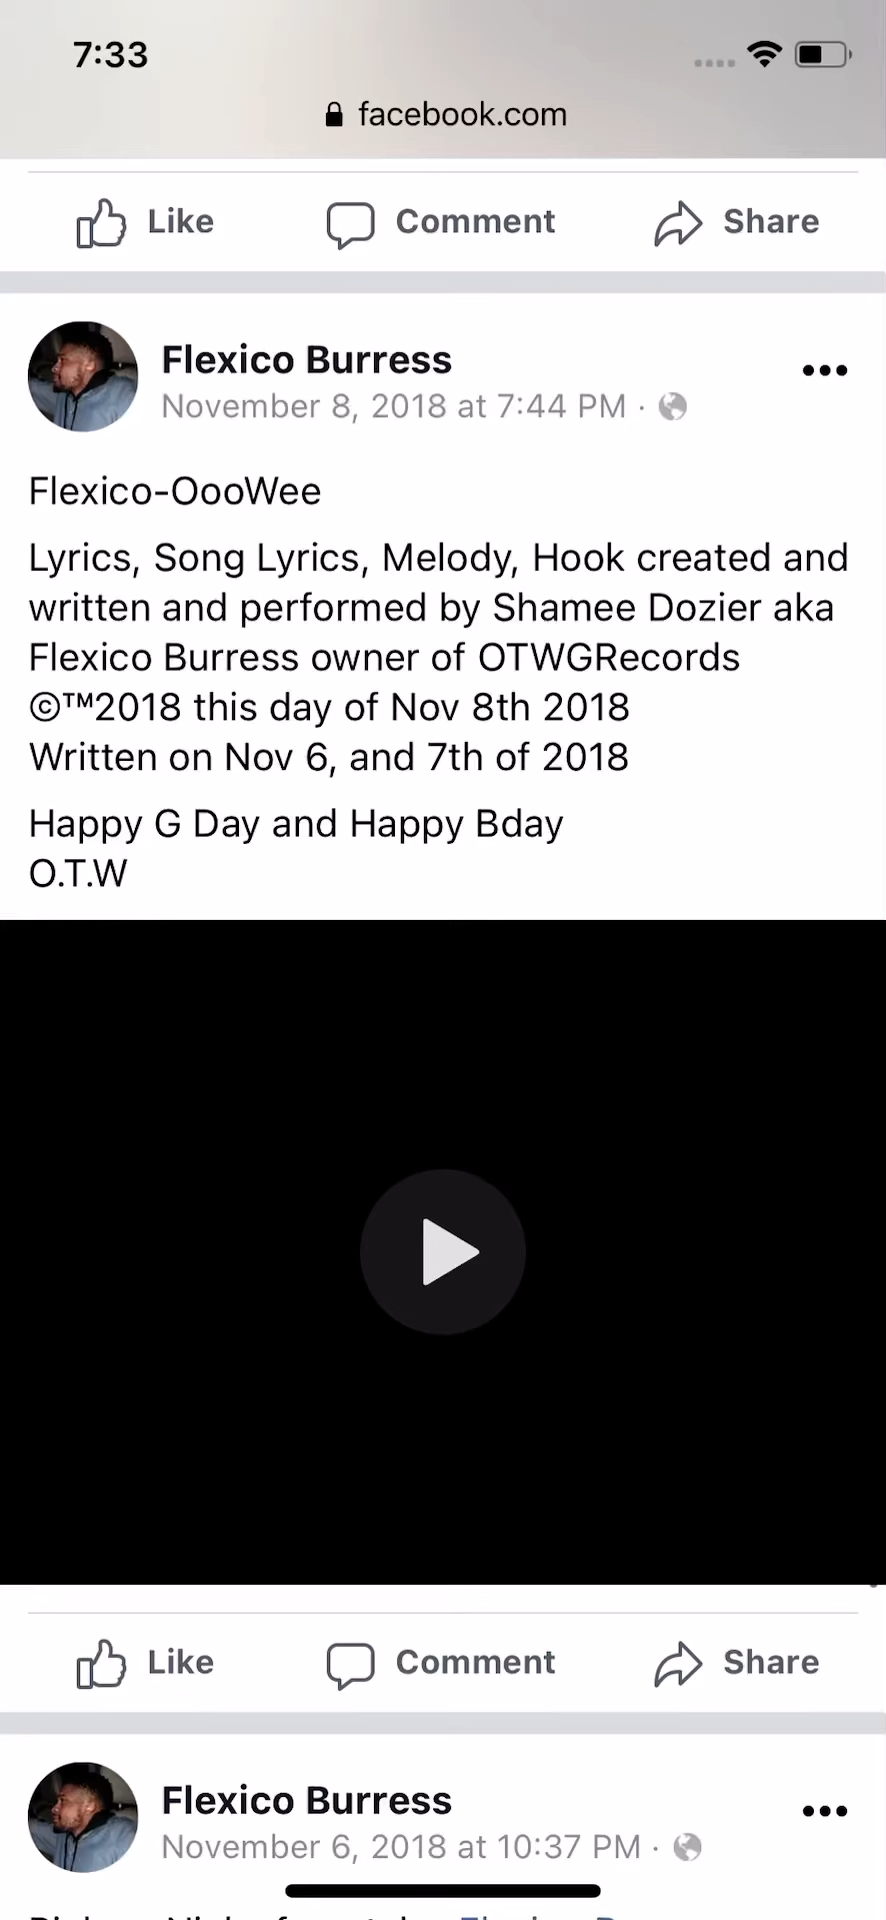 7:33
facebook.com
Like Comment Share
Flexico Burress
November 8, 2018 at 7:44 PM ·
Flexico-OooWee
Lyrics, Song Lyrics, Melody, Hook created and
written and performed by Shamee Dozier aka
Flexico Burress owner of OTWGRecords
©™2018 this day of Nov 8th 2018
Written on Nov 6, and 7th of 2018
Happy G Day and Happy Bday
O.T.W
Like Comment Share
Flexico Burress
November 6, 2018 at 10:37 PM ·